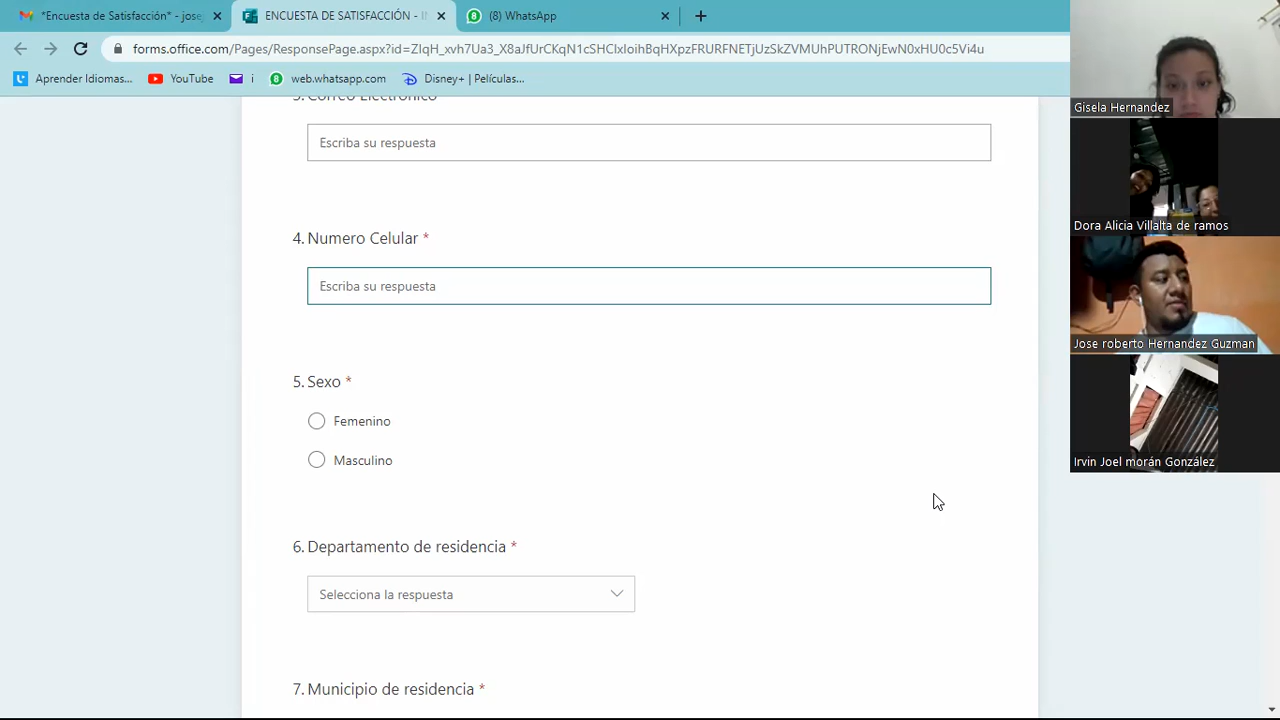 *Encuesta de Satisfacción* - jose
ENCUESTA DE SATISFACCIÓN - I
(8) WhatsApp
forms.office.com/Pages/ResponsePage.aspx?id=ZIqH_xvh7Ua3_X8aJfUrCKqN1cSHClxIoihBqHXpzFRURFNETjUzSkZVMUhPUTRONjEwN0xHU0c5Vi4u
Aprender Idiomas...
YouTube
i
web.whatsapp.com
Disney+ | Películas,...
3. Correo Electrónico
Escriba su respuesta
4. Numero Celular *
Escriba su respuesta
5. Sexo *
Femenino
Masculino
6. Departamento de residencia *
Selecciona la respuesta
7. Municipio de residencia *
Gisela Hernandez
Dora Alicia Villalta de ramos
Jose roberto Hernandez Guzman
Irvin Joel morán González